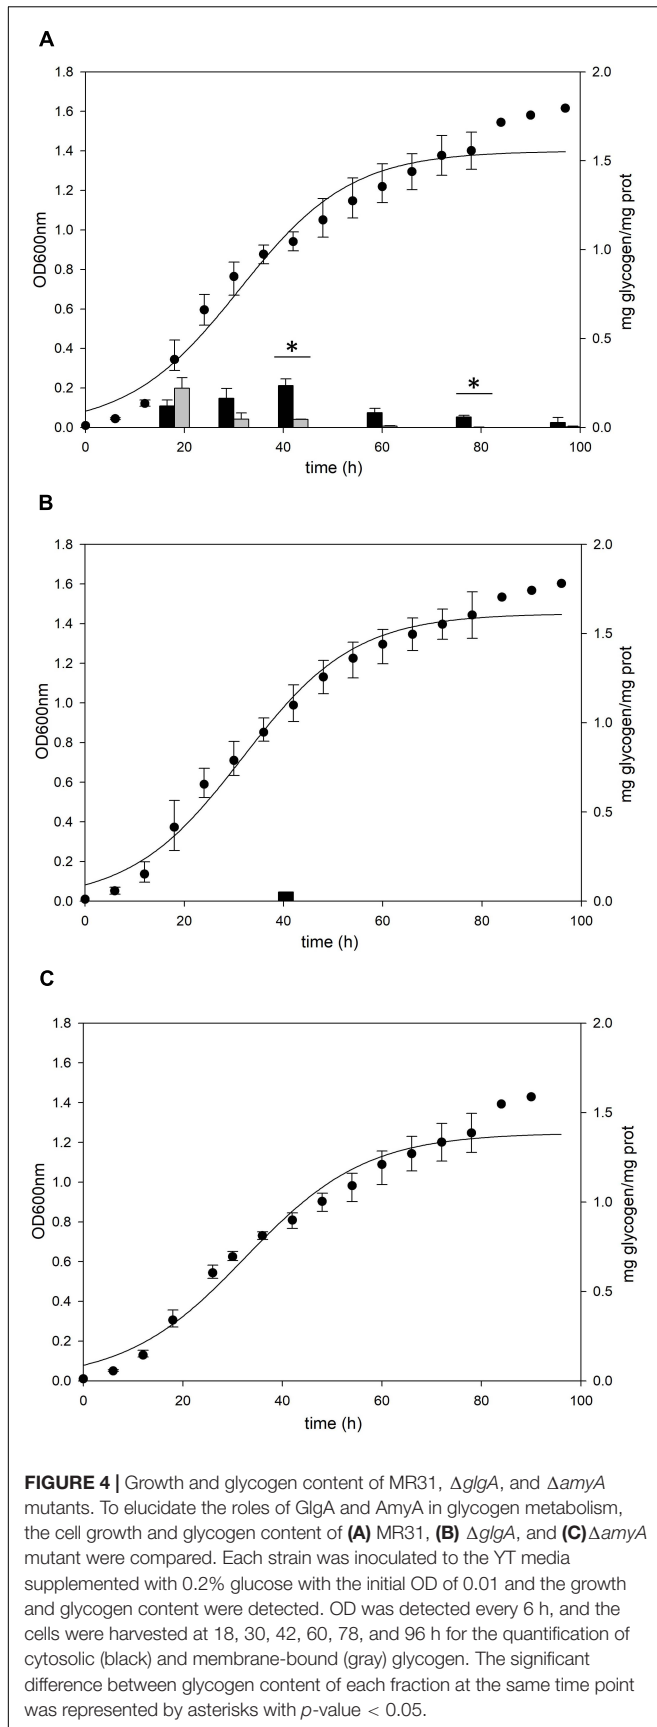 A
1.8
1.6
1.4
1.2
1.0
0.8
0.6
0.4
0.2
0.0
OD600nm
2.0
1.5
1.0
0.5
0.0
mg glycogen/mg prot
*
*
0 20 40 60 80 100
time (h)
B
1.8
1.6
1.4
1.2
1.0
0.8
0.6
0.4
0.2
0.0
OD600nm
2.0
1.5
1.0
0.5
0.0
mg glycogen/mg prot
0 20 40 60 80 100
time (h)
C
1.8
1.6
1.4
1.2
1.0
0.8
0.6
0.4
0.2
0.0
OD600nm
2.0
1.5
1.0
0.5
0.0
mg glycogen/mg prot
0 20 40 60 80 100
time (h)
FIGURE 4 | Growth and glycogen content of MR31, ΔglgA, and ΔamyA
mutants. To elucidate the roles of GlgA and AmyA in glycogen metabolism,
the cell growth and glycogen content of (A) MR31, (B) ΔglgA, and (C)ΔamyA
mutant were compared. Each strain was inoculated to the YT media
supplemented with 0.2% glucose with the initial OD of 0.01 and the growth
and glycogen content were detected. OD was detected every 6 h, and the
cells were harvested at 18, 30, 42, 60, 78, and 96 h for the quantification of
cytosolic (black) and membrane-bound (gray) glycogen. The significant
difference between glycogen content of each fraction at the same time point
was represented by asterisks with p-value < 0.05.